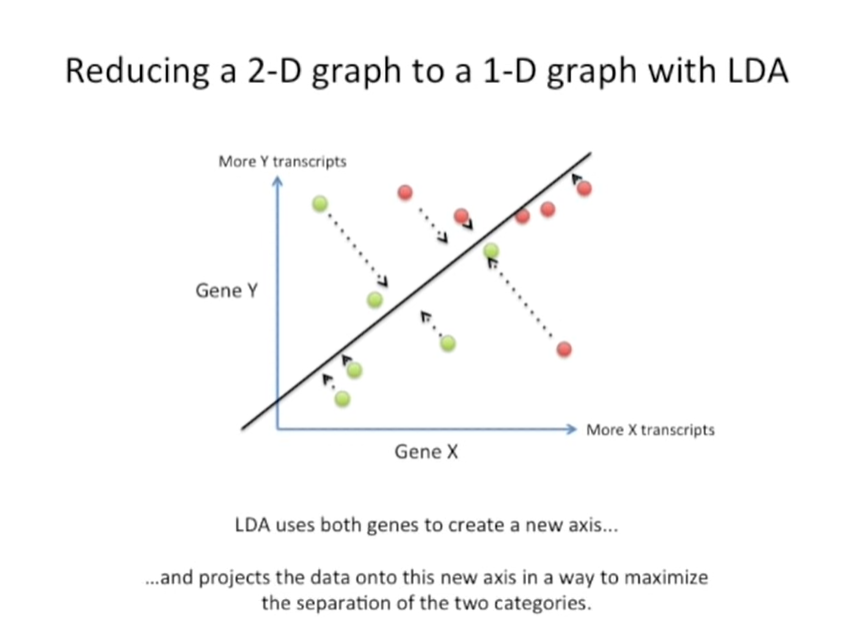 Reducing a 2-D graph to a 1-D graph with LDA
More Y transcripts
Gene Y
More X transcripts
Gene X
LDA uses both genes to create a new axis...
...and projects the data onto this new axis in a way to maximize
the separation of the two categories.